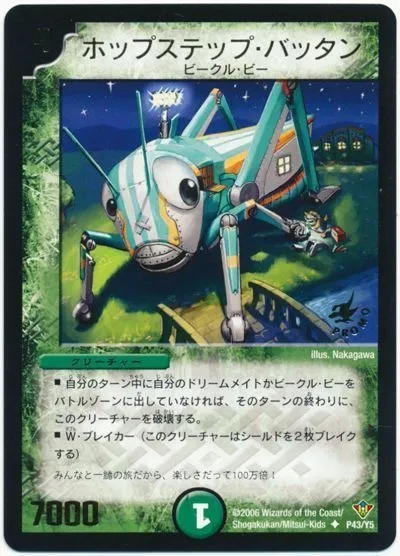 ホップステップ・バッタン
ビークル・ビー
PROMO
illus. Nakagawa
クリーチャー
■ 自分のターン中に自分のドリームメイトかビークル・ビーを
バトルゾーンに出していなければ、そのターンの終わりに、
このクリーチャーを破壊する。
■ W・ブレイカー（このクリーチャーはシールドを2枚ブレイク
する）
みんなと一緒の旅だから、楽しさだって100万倍！
7000
1
©2006 Wizards of the Coast/
Shogakukan/Mitsui-Kids ◆ P43/Y5